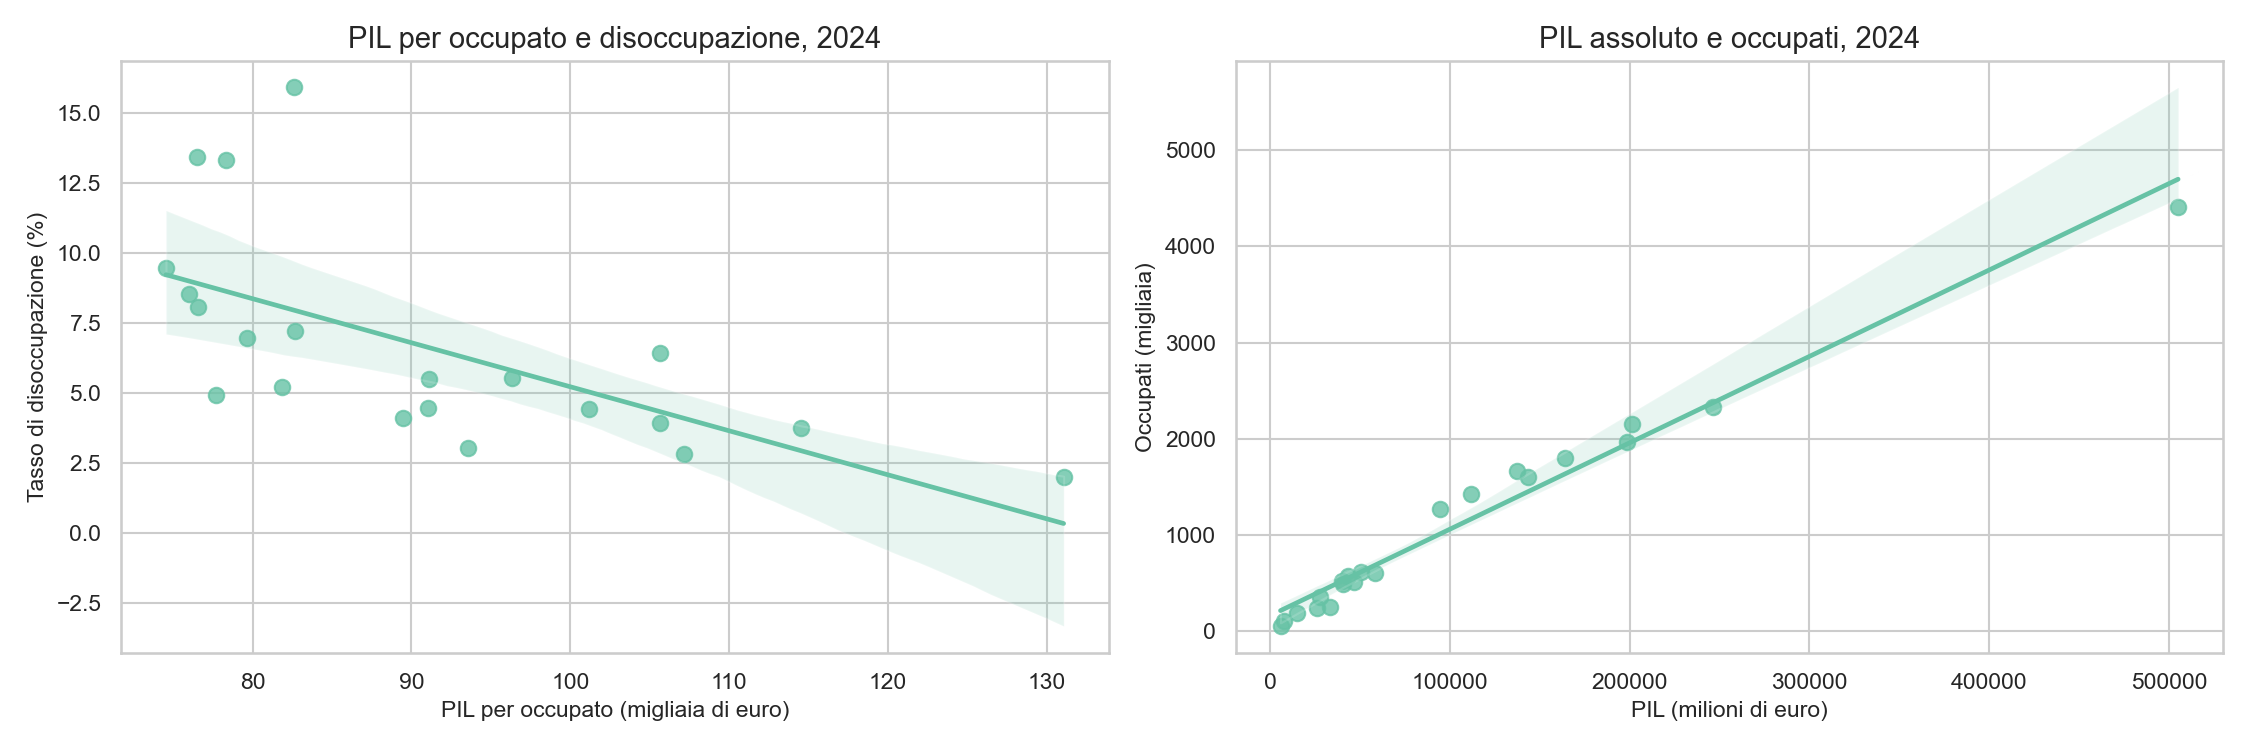 PIL per occupato e disoccupazione, 2024
15.0
12.5
10.0
7.5
5.0
2.5
0.0
−2.5
Tasso di disoccupazione (%)
80 90 100 110 120 130
PIL per occupato (migliaia di euro)
PIL assoluto e occupati, 2024
5000
4000
3000
2000
1000
0
Occupati (migliaia)
0 100000 200000 300000 400000 500000
PIL (milioni di euro)